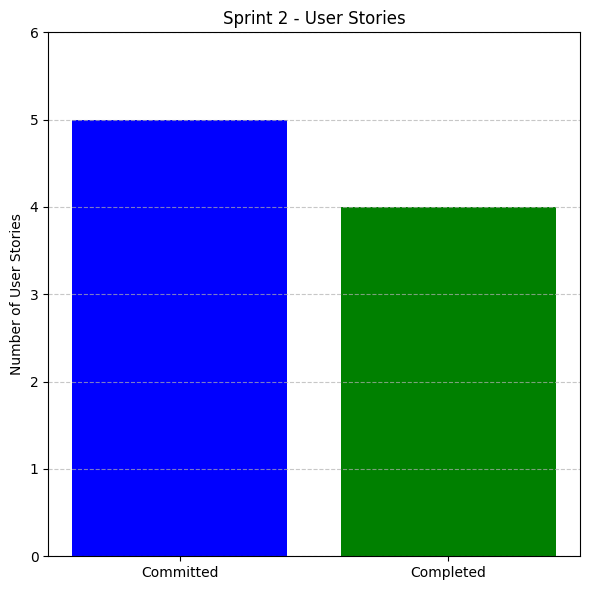 Sprint 2 - User Stories
Number of User Stories
6
5
4
3
2
1
0
Committed
Completed